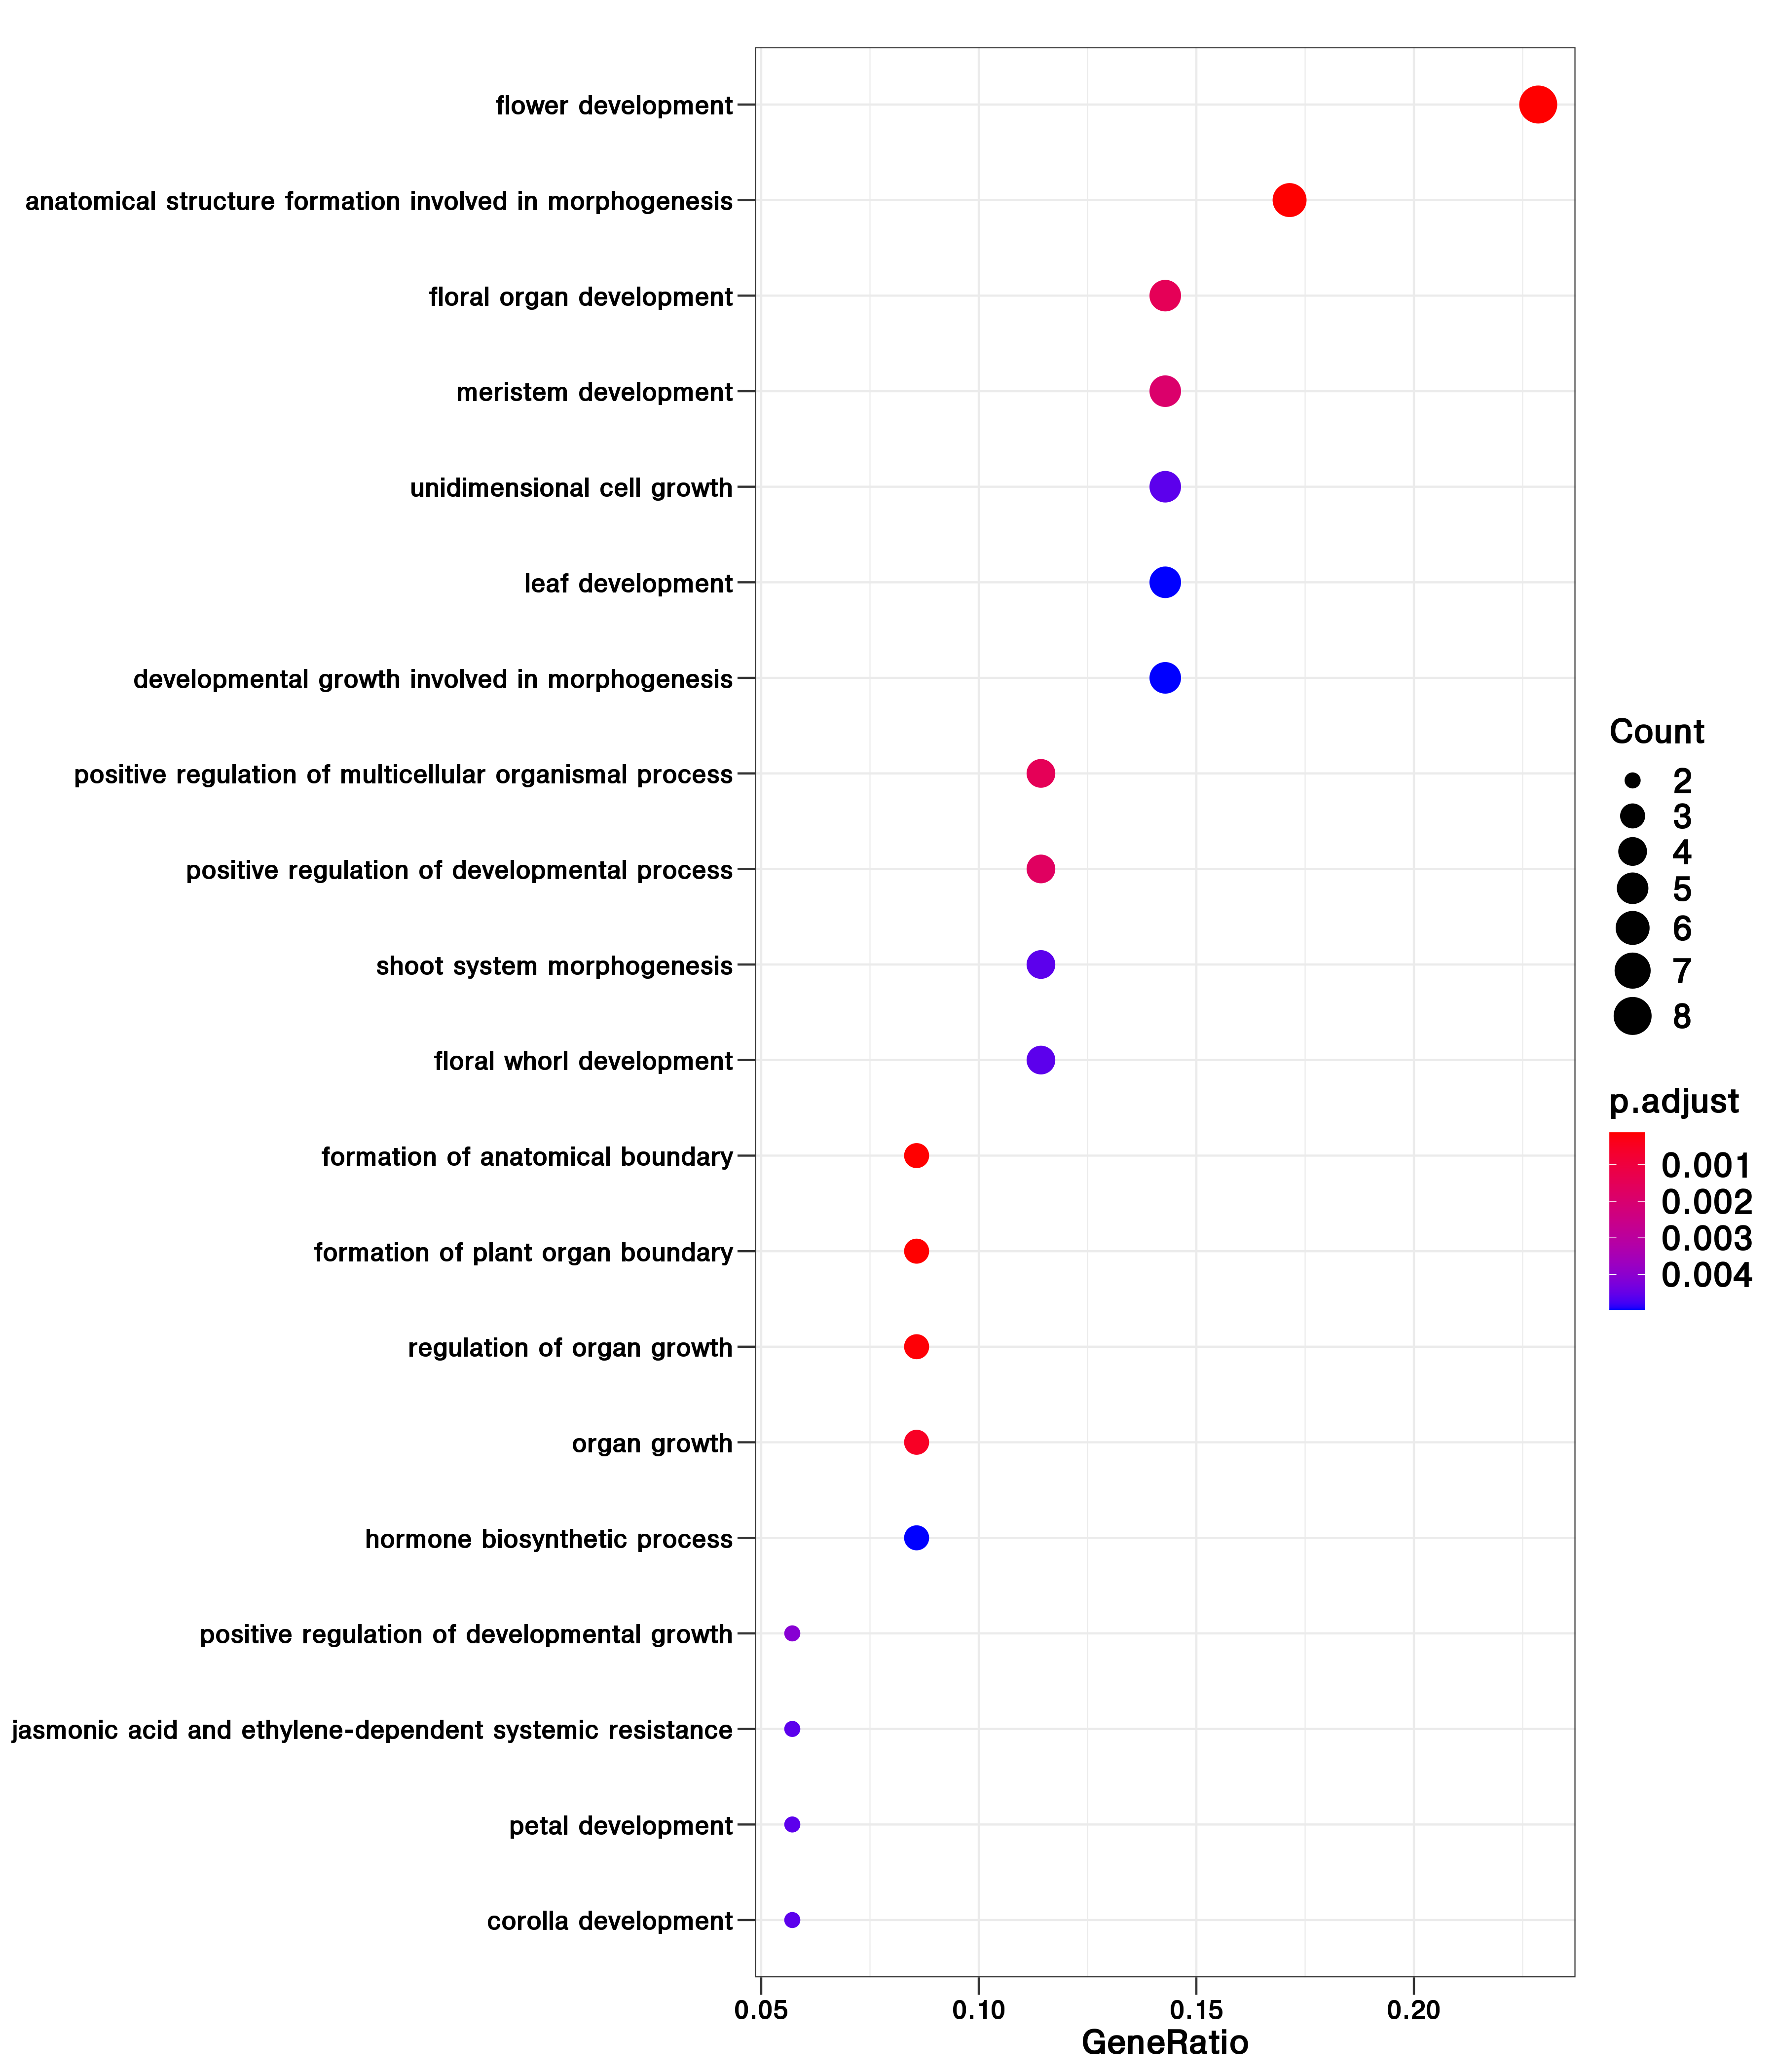 flower development
anatomical structure formation involved in morphogenesis
floral organ development
meristem development
unidimensional cell growth
leaf development
developmental growth involved in morphogenesis
positive regulation of multicellular organismal process
positive regulation of developmental process
shoot system morphogenesis
floral whorl development
formation of anatomical boundary
formation of plant organ boundary
regulation of organ growth
organ growth
hormone biosynthetic process
positive regulation of developmental growth
jasmonic acid and ethylene-dependent systemic resistance
petal development
corolla development
0.05 0.10 0.15 0.20
GeneRatio
Count
2
3
4
5
6
7
8
p.adjust
0.001
0.002
0.003
0.004